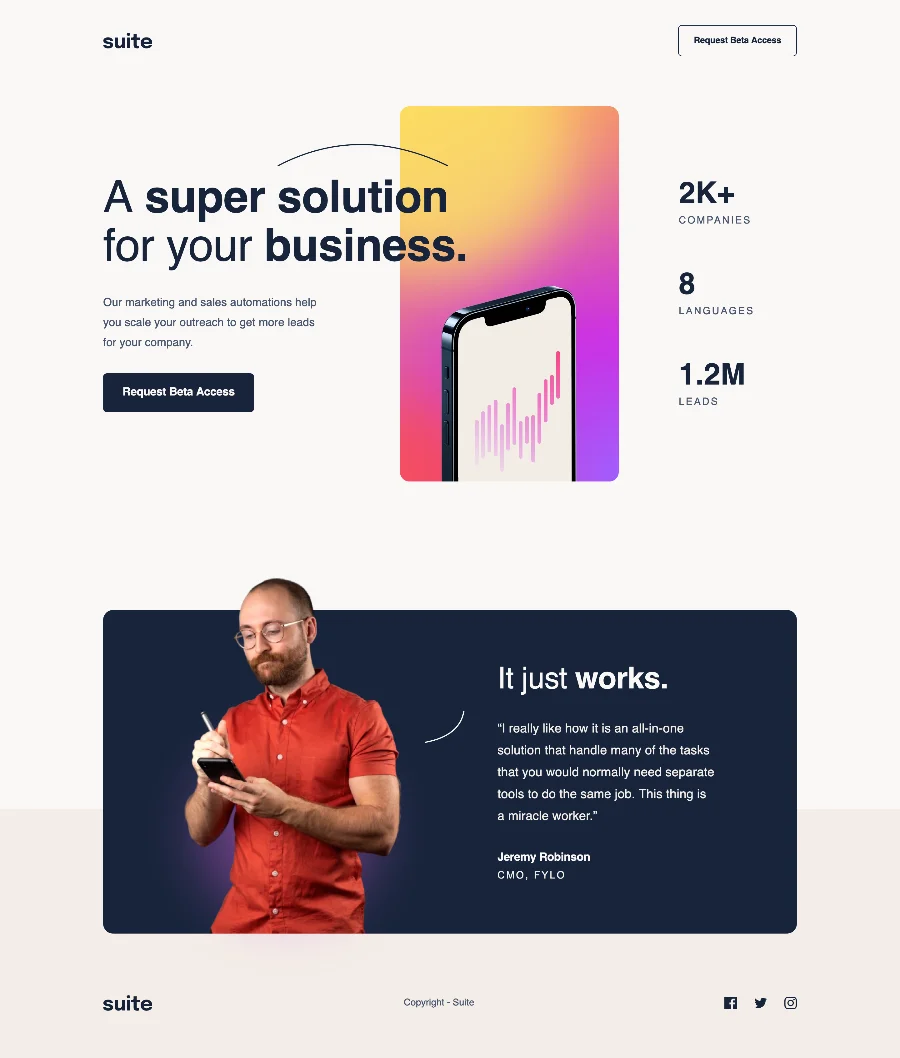 suite
Request Beta Access
A super solution
for your business.
Our marketing and sales automations help
you scale your outreach to get more leads
for your company.
Request Beta Access
2K+
COMPANIES
8
LANGUAGES
1.2M
LEADS
It just works.
“I really like how it is an all-in-one
solution that handle many of the tasks
that you would normally need separate
tools to do the same job. This thing is
a miracle worker.”
Jeremy Robinson
CMO, FYLO
suite
Copyright - Suite